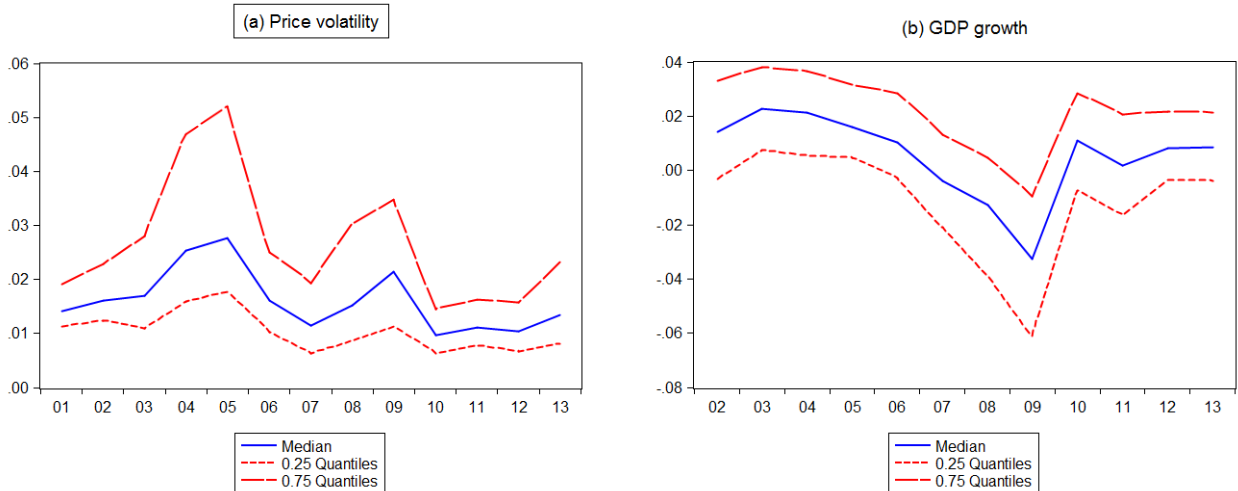 (a) Price volatility
.06
.05
.04
.03
.02
.01
.00
01 02 03 04 05 06 07 08 09 10 11 12 13
Median
0.25 Quantiles
0.75 Quantiles
(b) GDP growth
.04
.02
.00
-.02
-.04
-.06
-.08
02 03 04 05 06 07 08 09 10 11 12 13
Median
0.25 Quantiles
0.75 Quantiles